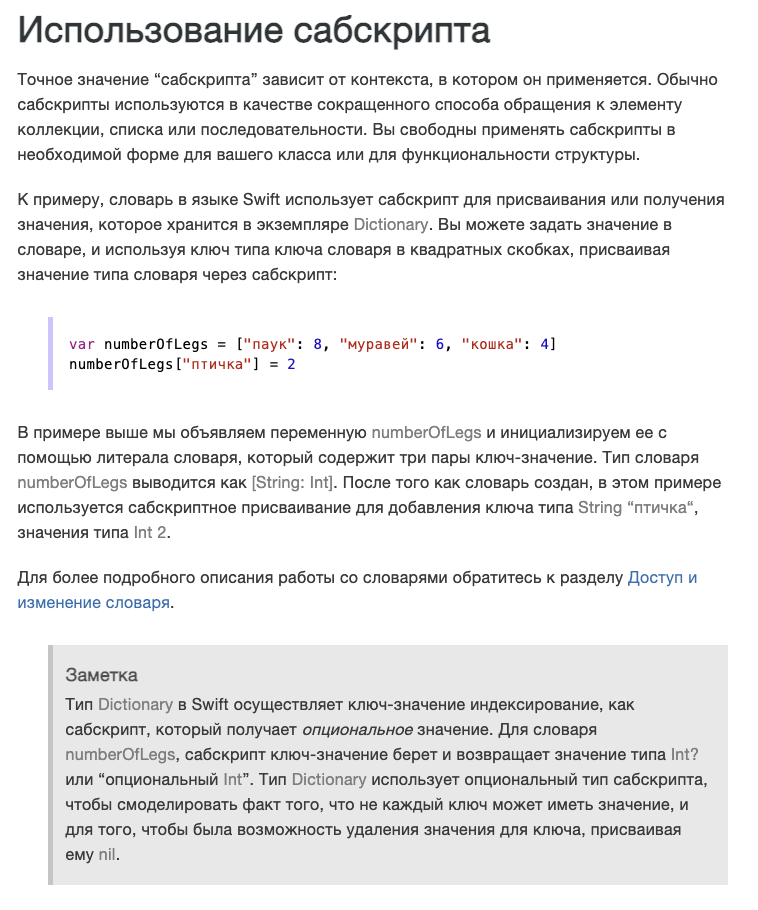 Использование сабскрипта
Точное значение “сабскрипта” зависит от контекста, в котором он применяется. Обычно
сабскрипты используются в качестве сокращенного способа обращения к элементу
коллекции, списка или последовательности. Вы свободны применять сабскрипты в
необходимой форме для вашего класса или для функциональности структуры.
К примеру, словарь в языке Swift использует сабскрипт для присваивания или получения
значения, которое хранится в экземпляре Dictionary. Вы можете задать значение в
словаре, и используя ключ типа ключа словаря в квадратных скобках, присваивая
значение типа словаря через сабскрипт:
var numberOfLegs = ["паук": 8, "муравей": 6, "кошка": 4]
numberOfLegs["птичка"] = 2
В примере выше мы объявляем переменную numberOfLegs и инициализируем ее с
помощью литерала словаря, который содержит три пары ключ-значение. Тип словаря
numberOfLegs выводится как [String: Int]. После того как словарь создан, в этом примере
используется сабскриптное присваивание для добавления ключа типа String “птичка“,
значения типа Int 2.
Для более подробного описания работы со словарями обратитесь к разделу Доступ и
изменение словаря.
Заметка
Тип Dictionary в Swift осуществляет ключ-значение индексирование, как
сабскрипт, который получает опциональное значение. Для словаря
numberOfLegs, сабскрипт ключ-значение берет и возвращает значение типа Int?
или “опциональный Int”. Тип Dictionary использует опциональный тип сабскрипта,
чтобы смоделировать факт того, что не каждый ключ может иметь значение, и
для того, чтобы была возможность удаления значения для ключа, присваивая
ему nil.